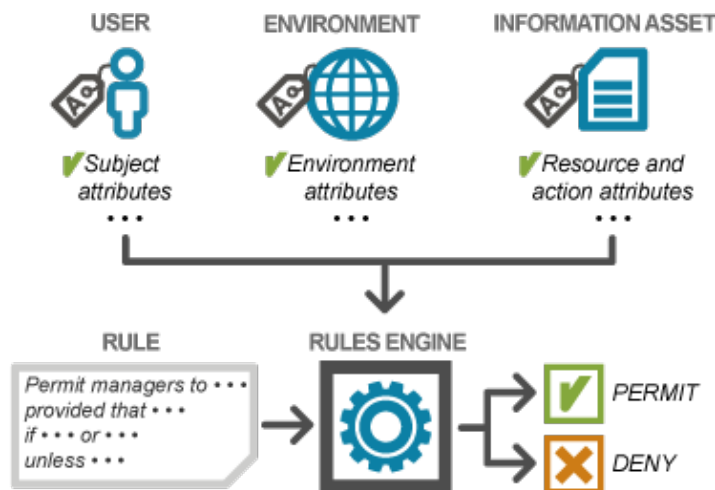 USER
ENVIRONMENT
INFORMATION ASSET
A
A
A
Subject
attributes
• • •
Environment
attributes
• • •
Resource and
action attributes
• • •
RULE
RULES ENGINE
Permit managers to • • •
provided that • • •
if • • • or • • •
unless • • •
PERMIT
DENY